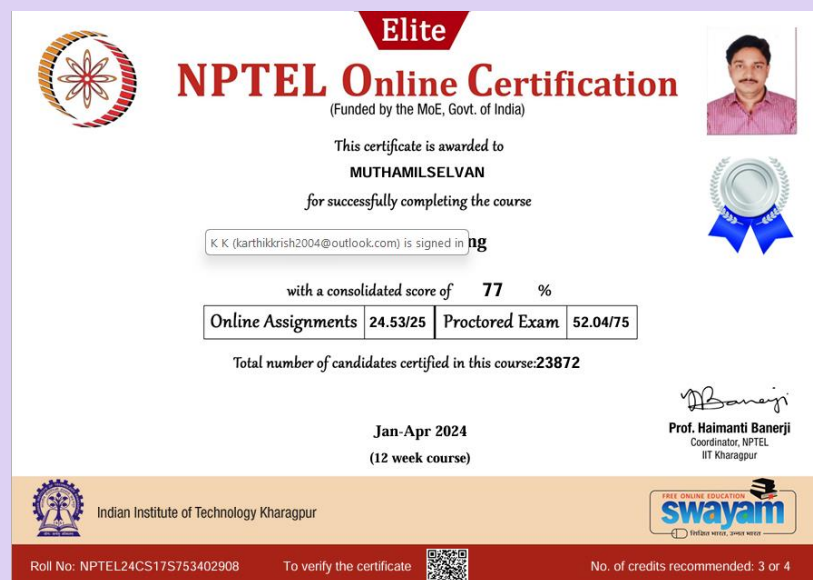 Elite
NPTEL Online Certification
(Funded by the MoE, Govt. of India)
This certificate is awarded to
MUTHAMILSELVAN
for successfully completing the course
K K (karthikkrish2004@outlook.com) is signed in
ng
with a consolidated score of 77 %
Online Assignments 24.53/25 Proctored Exam 52.04/75
Total number of candidates certified in this course:23872
Jan-Apr 2024
(12 week course)
Prof. Haimanti Banerji
Coordinator, NPTEL
IIT Kharagpur
Indian Institute of Technology Kharagpur
FREE ONLINE EDUCATION
swayam
शिक्षित भारत, उन्नत भारत
Roll No: NPTEL24CS17S753402908 To verify the certificate No. of credits recommended: 3 or 4